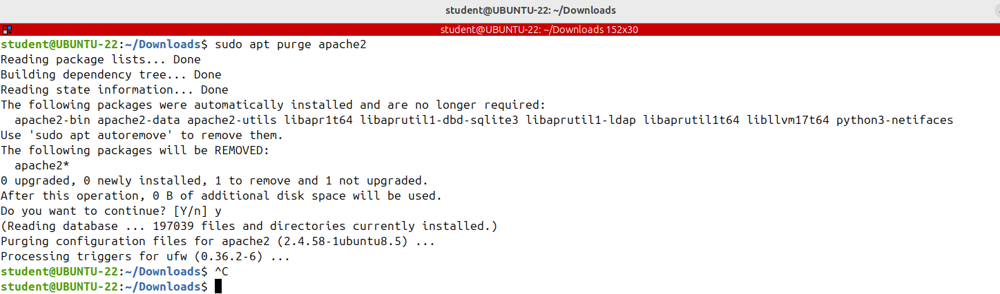 student@UBUNTU-22: ~/Downloads
student@UBUNTU-22: ~/Downloads 152x30
student@UBUNTU-22:~/Downloads$ sudo apt purge apache2
Reading package lists... Done
Building dependency tree... Done
Reading state information... Done
The following packages were automatically installed and are no longer required:
  apache2-bin apache2-data apache2-utils libapr1t64 libaprutil1-dbd-sqlite3 libaprutil1-ldap libaprutil1t64 libllvm17t64 python3-netifaces
Use 'sudo apt autoremove' to remove them.
The following packages will be REMOVED:
  apache2*
0 upgraded, 0 newly installed, 1 to remove and 1 not upgraded.
After this operation, 0 B of additional disk space will be used.
Do you want to continue? [Y/n] y
(Reading database ... 197039 files and directories currently installed.)
Purging configuration files for apache2 (2.4.58-1ubuntu8.5) ...
Processing triggers for ufw (0.36.2-6) ...
student@UBUNTU-22:~/Downloads$ ^C
student@UBUNTU-22:~/Downloads$